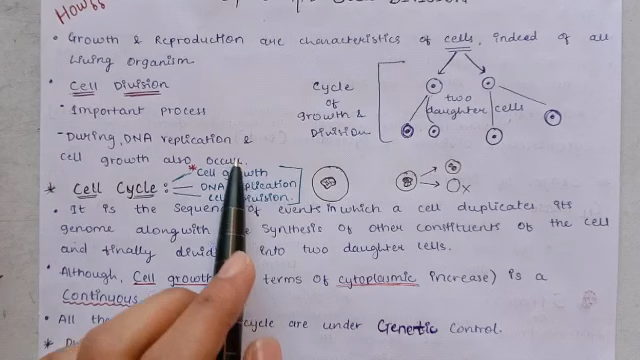 How 88
• Growth & Reproduction are characteristics of cells, indeed of all
living organism
• Cell Division
- Important process
- During, DNA replication &
cell growth also occur.
Cycle
of
Growth &
Division
two
daughter cells
* Cell Cycle :
* Cell growth
DNA replication
Cell division.
x
• It is the sequence of events in which a cell duplicates its
genome along with the synthesis of other constituents of the cell
and finally into two daughter cells.
• Although, Cell growth terms of cytoplasmic increase) is a
Continuous
• All cycle are under Genetic control.